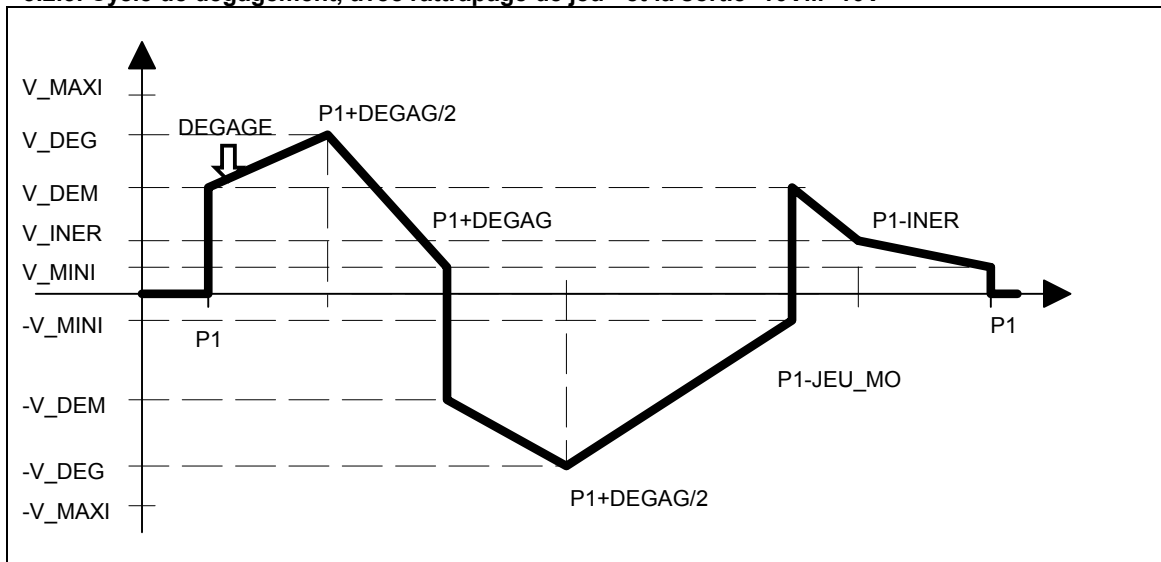 V_MAXI
P1+DEGAG/2
DEGAGE
V_DEG
V_DEM
P1+DEGAG
P1-INER
V_INER
V_MINI
-V_MINI
P1
P1
P1-JEU_MO
-V_DEM
-V_DEG
P1+DEGAG/2
-V_MAXI